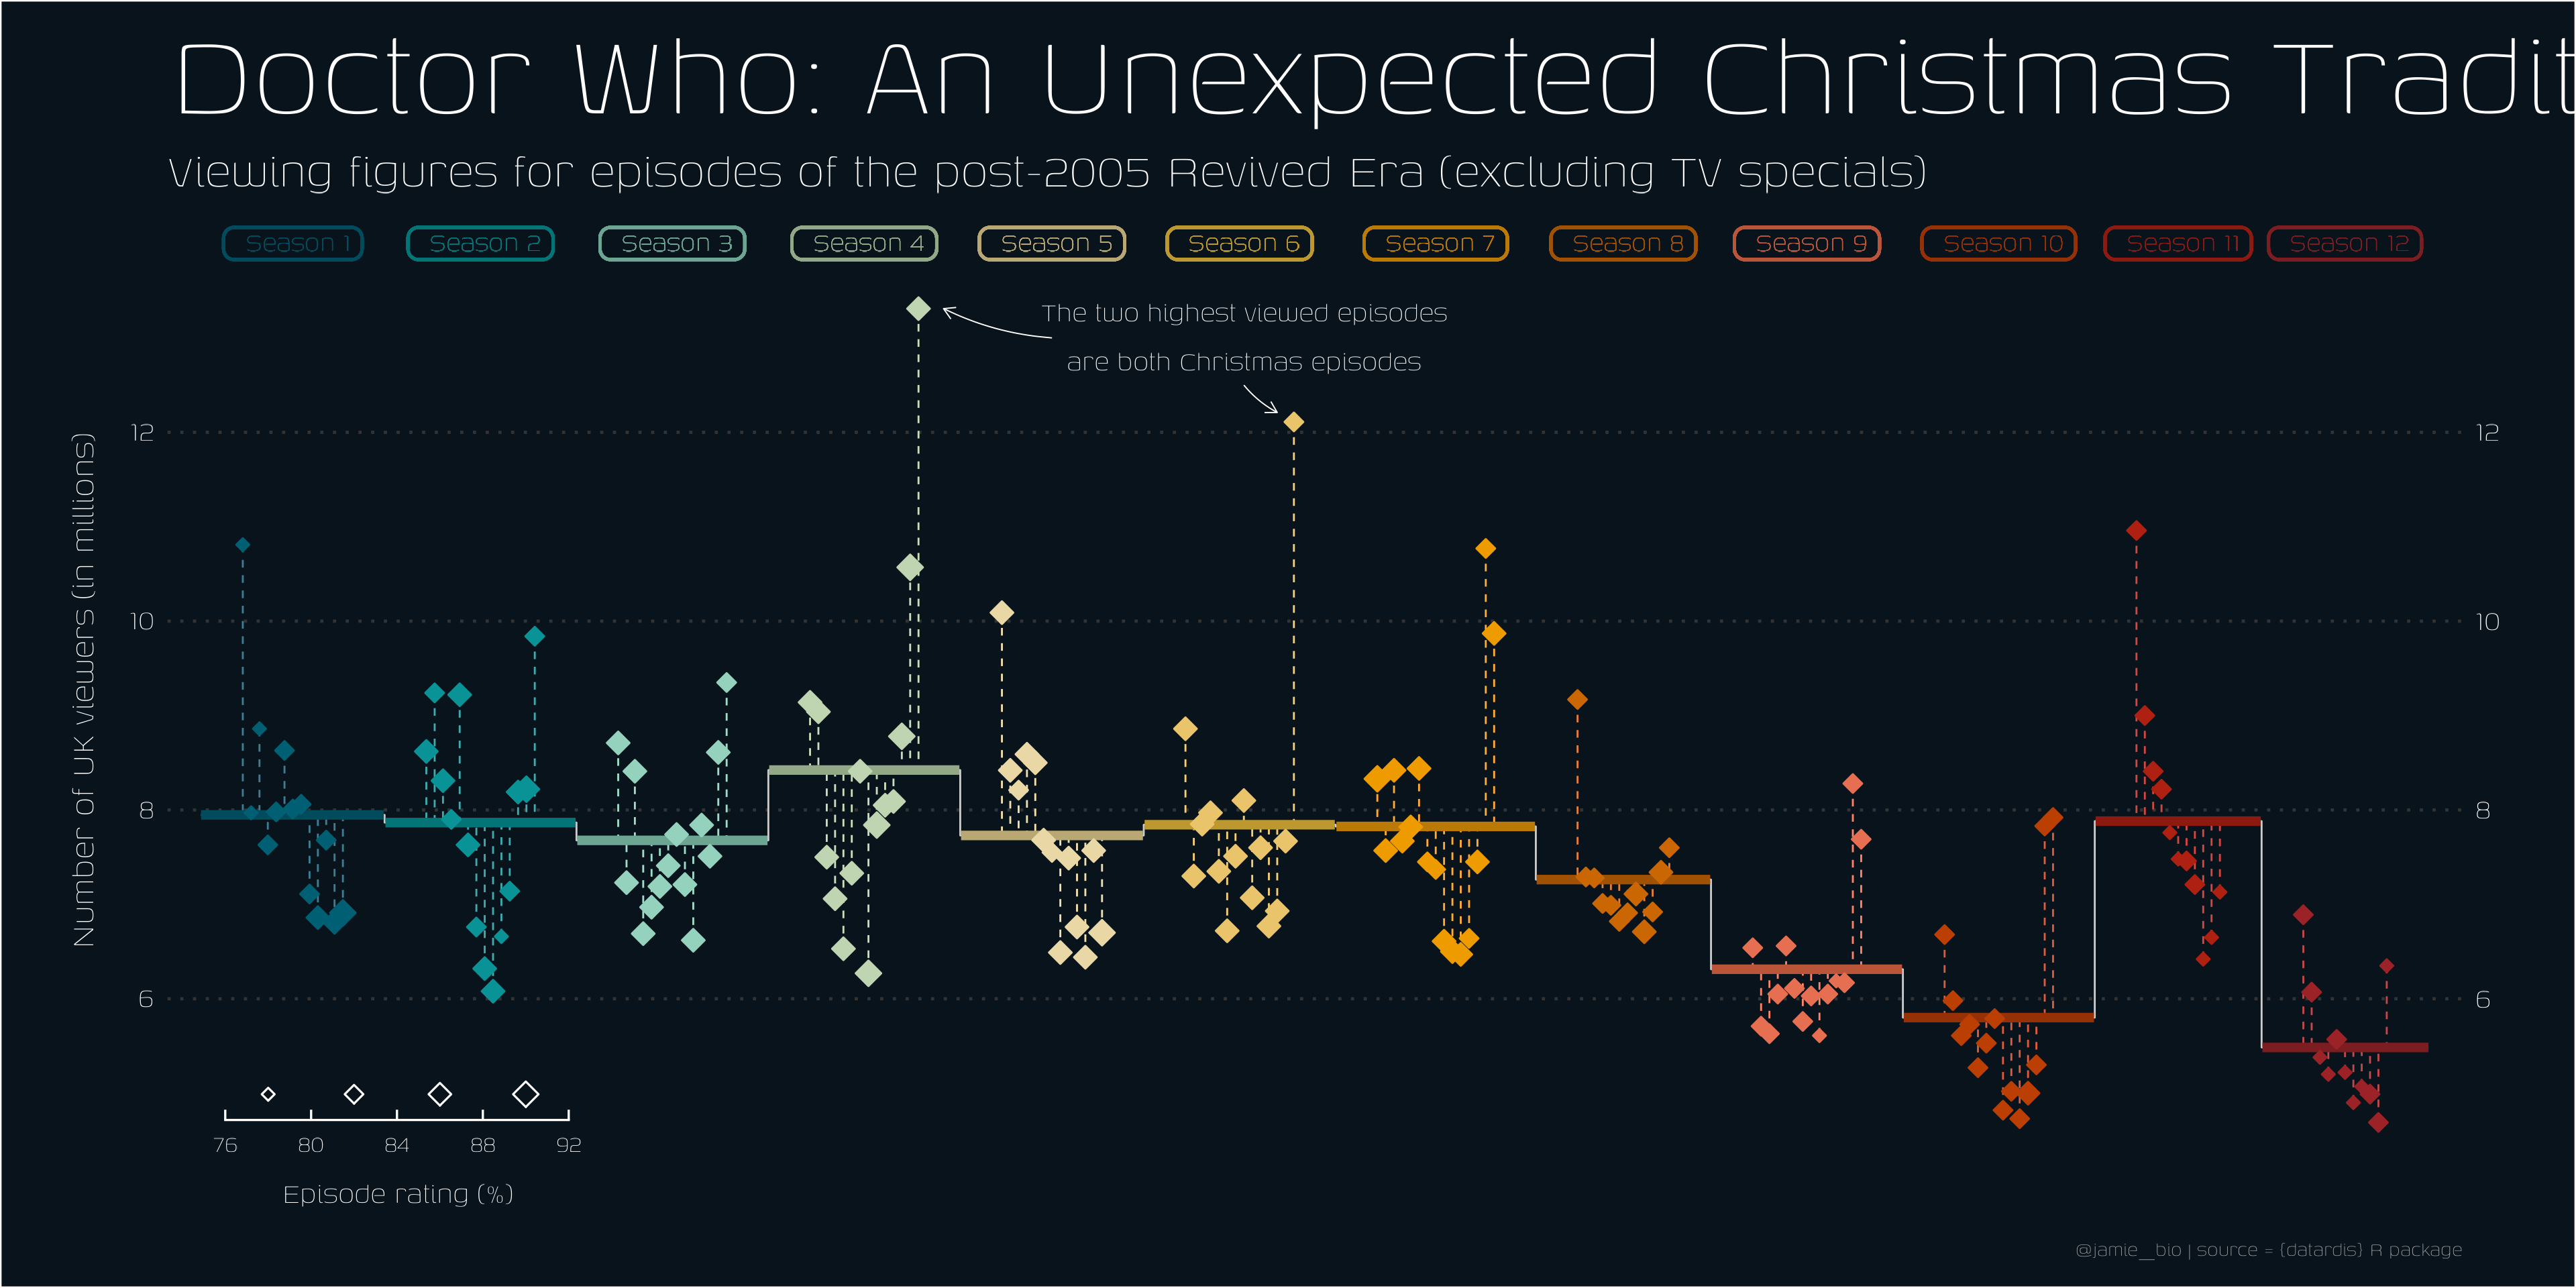 Doctor Who: An Unexpected Christmas Tradit
Viewing figures for episodes of the post-2005 Revived Era (excluding TV specials)
Season 1 Season 2 Season 3 Season 4 Season 5 Season 6 Season 7 Season 8 Season 9 Season 10 Season 11 Season 12
The two highest viewed episodes
are both Christmas episodes
Number of UK viewers (in millions)
12 12
10 10
8 8
6 6
76 80 84 88 92
Episode rating (%)
@jamie_bio | source = {datardis} R package